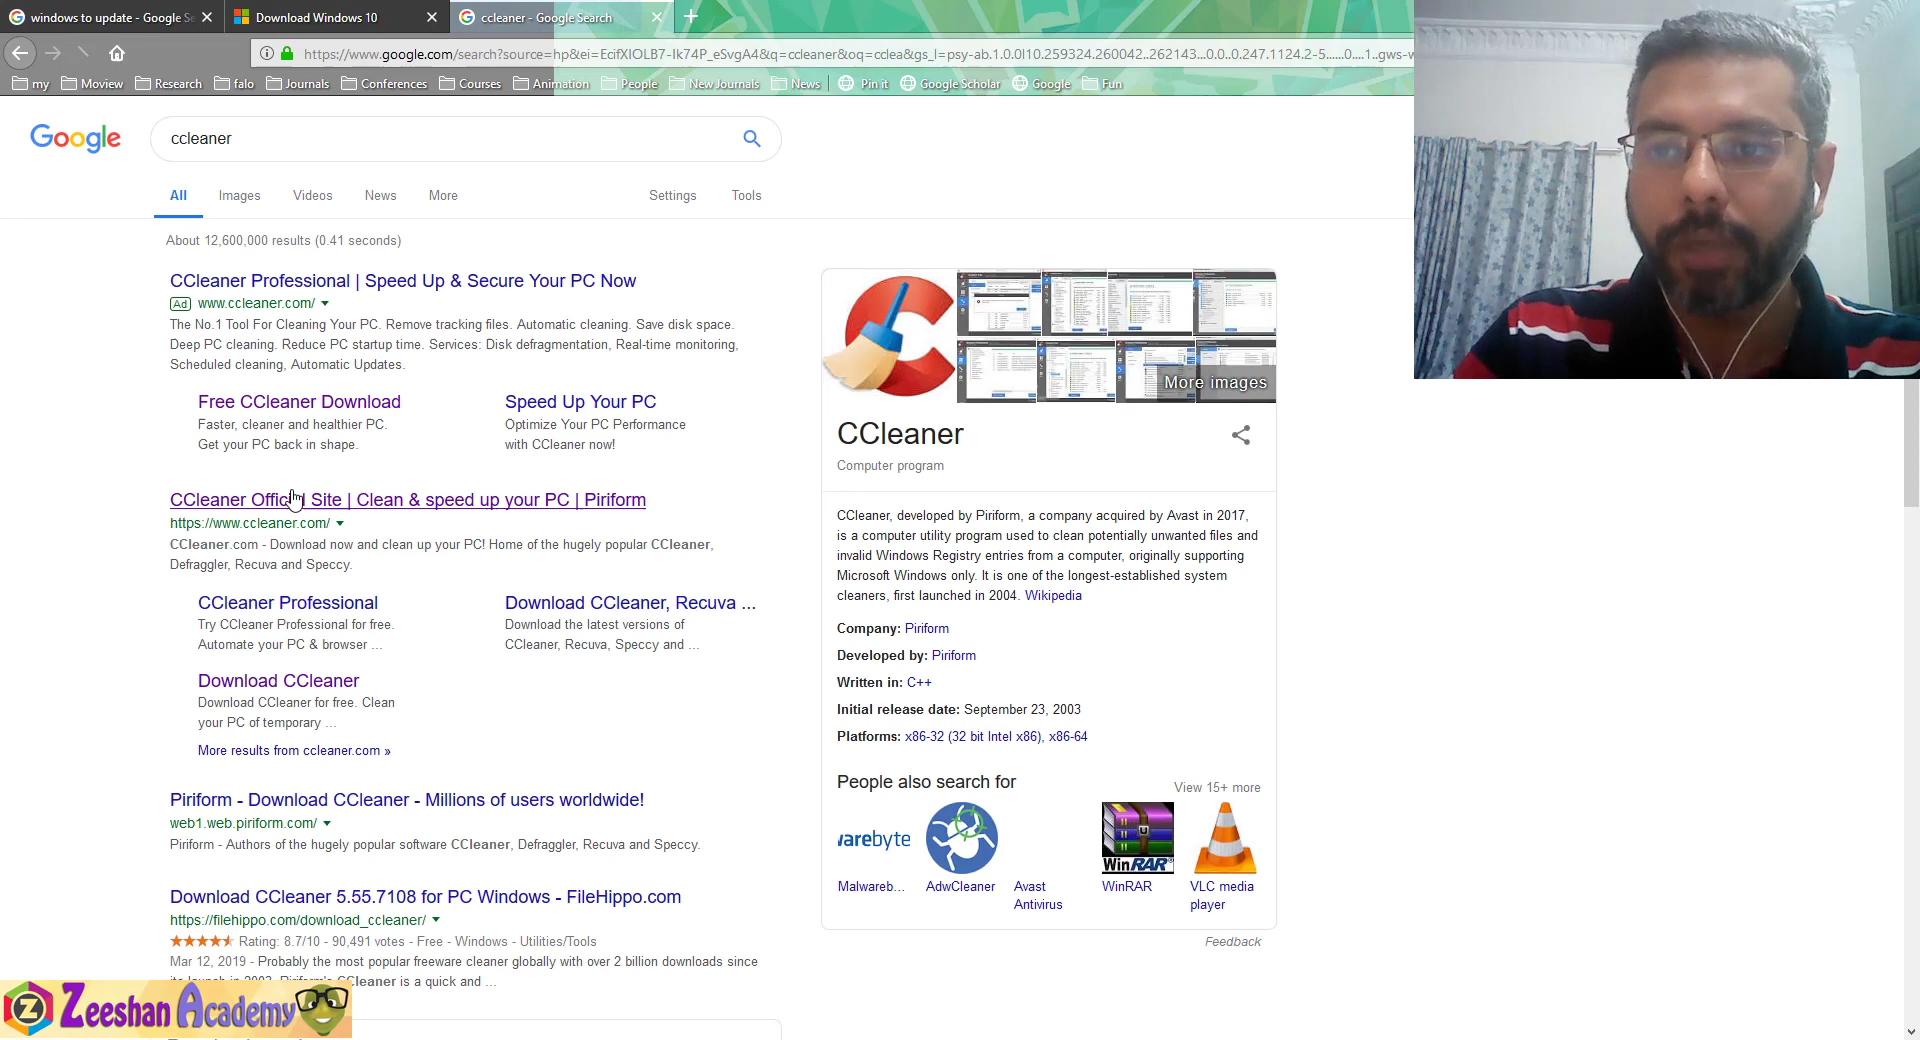 windows to update - Google Se
Download Windows 10
ccleaner - Google Search
https://www.google.com/search?source=hp&ei=EcifXIOLB7-Ik74P_eSvgA4&q=ccleaner&oq=cclea&gs_l=psy-ab.1.0.0l10.259324.260042..262143...0.0..0.247.1124.2-5......0....1..gws-w
my Moview Research falo Journals Conferences Courses Animation People New Journals News Pin it Google Scholar Google Fun
Google
ccleaner
All Images Videos News More Settings Tools
About 12,600,000 results (0.41 seconds)
CCleaner Professional | Speed Up & Secure Your PC Now
Ad www.ccleaner.com/
The No.1 Tool For Cleaning Your PC. Remove tracking files. Automatic cleaning. Save disk space.
Deep PC cleaning. Reduce PC startup time. Services: Disk defragmentation, Real-time monitoring,
Scheduled cleaning, Automatic Updates.
Free CCleaner Download
Faster, cleaner and healthier PC.
Get your PC back in shape.
Speed Up Your PC
Optimize Your PC Performance
with CCleaner now!
CCleaner Official Site | Clean & speed up your PC | Piriform
https://www.ccleaner.com/
CCleaner.com - Download now and clean up your PC! Home of the hugely popular CCleaner,
Defraggler, Recuva and Speccy.
CCleaner Professional
Try CCleaner Professional for free.
Automate your PC & browser ...
Download CCleaner, Recuva ...
Download the latest versions of
CCleaner, Recuva, Speccy and ...
Download CCleaner
Download CCleaner for free. Clean
your PC of temporary ...
More results from ccleaner.com »
Piriform - Download CCleaner - Millions of users worldwide!
web1.web.piriform.com/
Piriform - Authors of the hugely popular software CCleaner, Defraggler, Recuva and Speccy.
Download CCleaner 5.55.7108 for PC Windows - FileHippo.com
https://filehippo.com/download_ccleaner/
Rating: 8.7/10 - 90,491 votes - Free - Windows - Utilities/Tools
Mar 12, 2019 - Probably the most popular freeware cleaner globally with over 2 billion downloads since
its launch in 2003, Piriform's CCleaner is a quick and ...
Zeeshan Academy
More images
CCleaner
Computer program
CCleaner, developed by Piriform, a company acquired by Avast in 2017,
is a computer utility program used to clean potentially unwanted files and
invalid Windows Registry entries from a computer, originally supporting
Microsoft Windows only. It is one of the longest-established system
cleaners, first launched in 2004. Wikipedia
Company: Piriform
Developed by: Piriform
Written in: C++
Initial release date: September 23, 2003
Platforms: x86-32 (32 bit Intel x86), x86-64
People also search for
View 15+ more
warebyte
WinRAR
Malwareb...
AdwCleaner
Avast
Antivirus
WinRAR
VLC media
player
Feedback